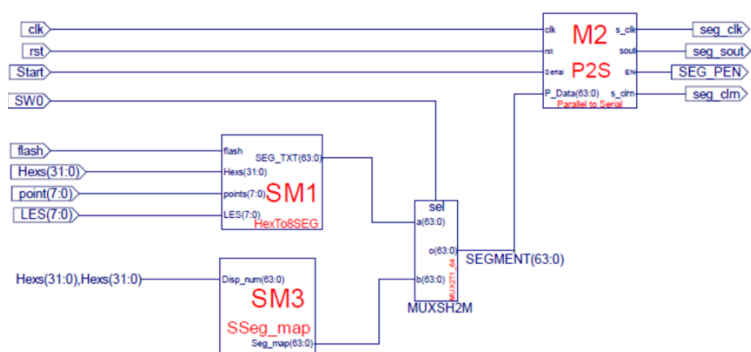 clk
rst
Start
SW0
flash
Hexs(31:0)
point(7:0)
LES(7:0)
Hexs(31:0),Hexs(31:0)
flash
SEG_TXT(63:0)
Hexs(31:0)
points(7:0)
SM1
LES(7:0)
HexTo8SEG
Disp_num(63:0)
SM3
SSeg_map
Seg_map(63:0)
sel
a(63:0)
o(63:0)
b(63:0)
MUX2T1_64
MUXSH2M
SEGMENT(63:0)
clk
M2
s_clk
rst
sout
Serial
P2S
EN
P_Data(63:0)
s_clrn
Parallel to Serial
seg_clk
seg_sout
SEG_PEN
seg_clrn